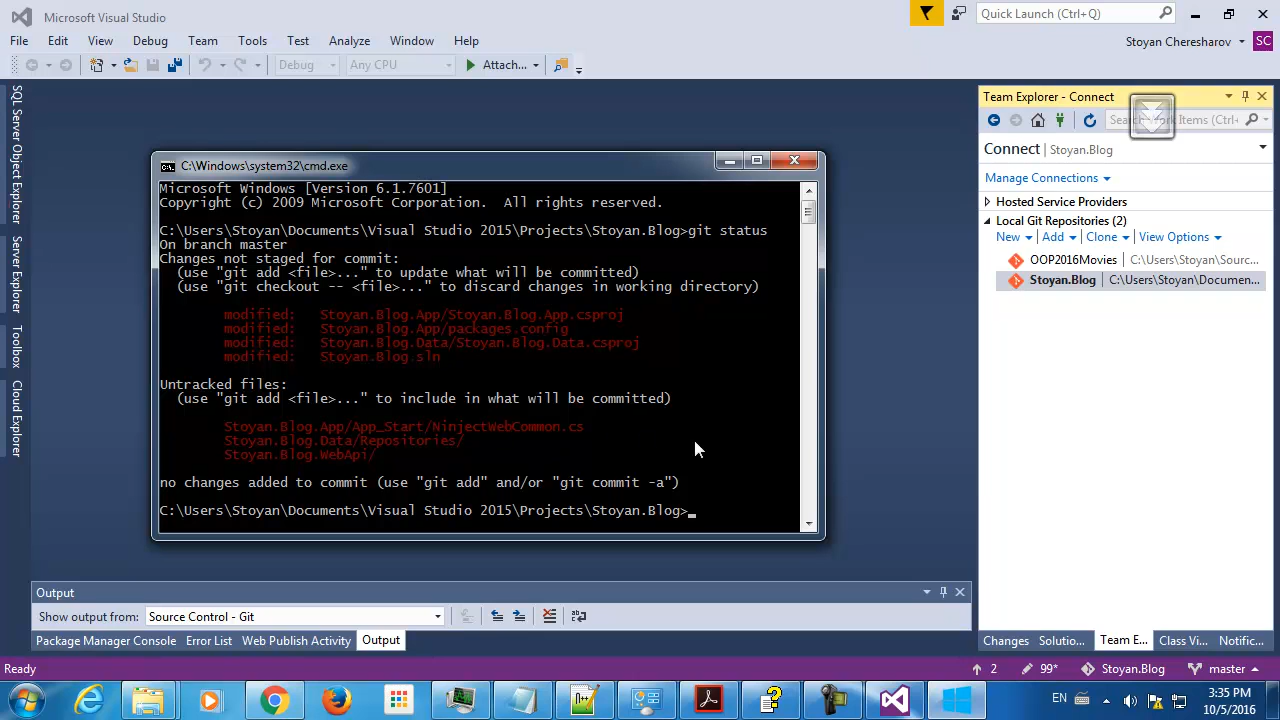 Microsoft Visual Studio
Quick Launch (Ctrl+Q)
File Edit View Debug Team Tools Test Analyze Window Help
Stoyan Cheresharov SC
Debug Any CPU Attach...
SQL Server Object Explorer
Server Explorer
Toolbox
Cloud Explorer
C:\Windows\system32\cmd.exe
Microsoft Windows [Version 6.1.7601]
Copyright (c) 2009 Microsoft Corporation.  All rights reserved.
C:\Users\Stoyan\Documents\Visual Studio 2015\Projects\Stoyan.Blog>git status
On branch master
Changes not staged for commit:
(use "git add <file>..." to update what will be committed)
(use "git checkout -- <file>..." to discard changes in working directory)
modified:   Stoyan.Blog.App/Stoyan.Blog.App.csproj
modified:   Stoyan.Blog.App/packages.config
modified:   Stoyan.Blog.Data/Stoyan.Blog.Data.csproj
modified:   Stoyan.Blog.sln
Untracked files:
(use "git add <file>..." to include in what will be committed)
Stoyan.Blog.App/App_Start/NinjectWebCommon.cs
Stoyan.Blog.Data/Repositories/
Stoyan.Blog.WebApi/
no changes added to commit (use "git add" and/or "git commit -a")
C:\Users\Stoyan\Documents\Visual Studio 2015\Projects\Stoyan.Blog>_
Team Explorer - Connect
Items (Ctrl+
Connect | Stoyan.Blog
Manage Connections
Hosted Service Providers
Local Git Repositories (2)
New Add Clone View Options
OOP2016Movies C:\Users\Stoyan\Sourc...
Stoyan.Blog C:\Users\Stoyan\Documen...
Output
Show output from: Source Control - Git
Package Manager Console Error List Web Publish Activity Output
Changes Solutio... Team E... Class Vi... Notific...
Ready 2 99* Stoyan.Blog master
EN 3:35 PM
10/5/2016